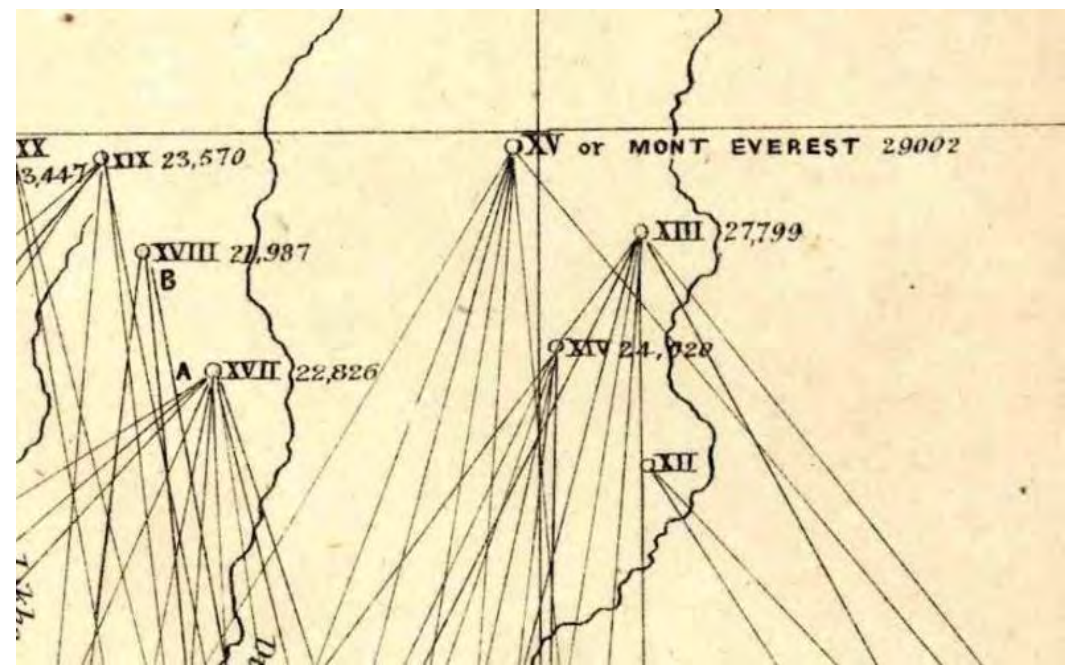 XX
XIX 23,570
3,447
XV or MONT EVEREST 29002
XIII 27,799
XVIII 21,987
B
XIV
A XVII 22,826
XII